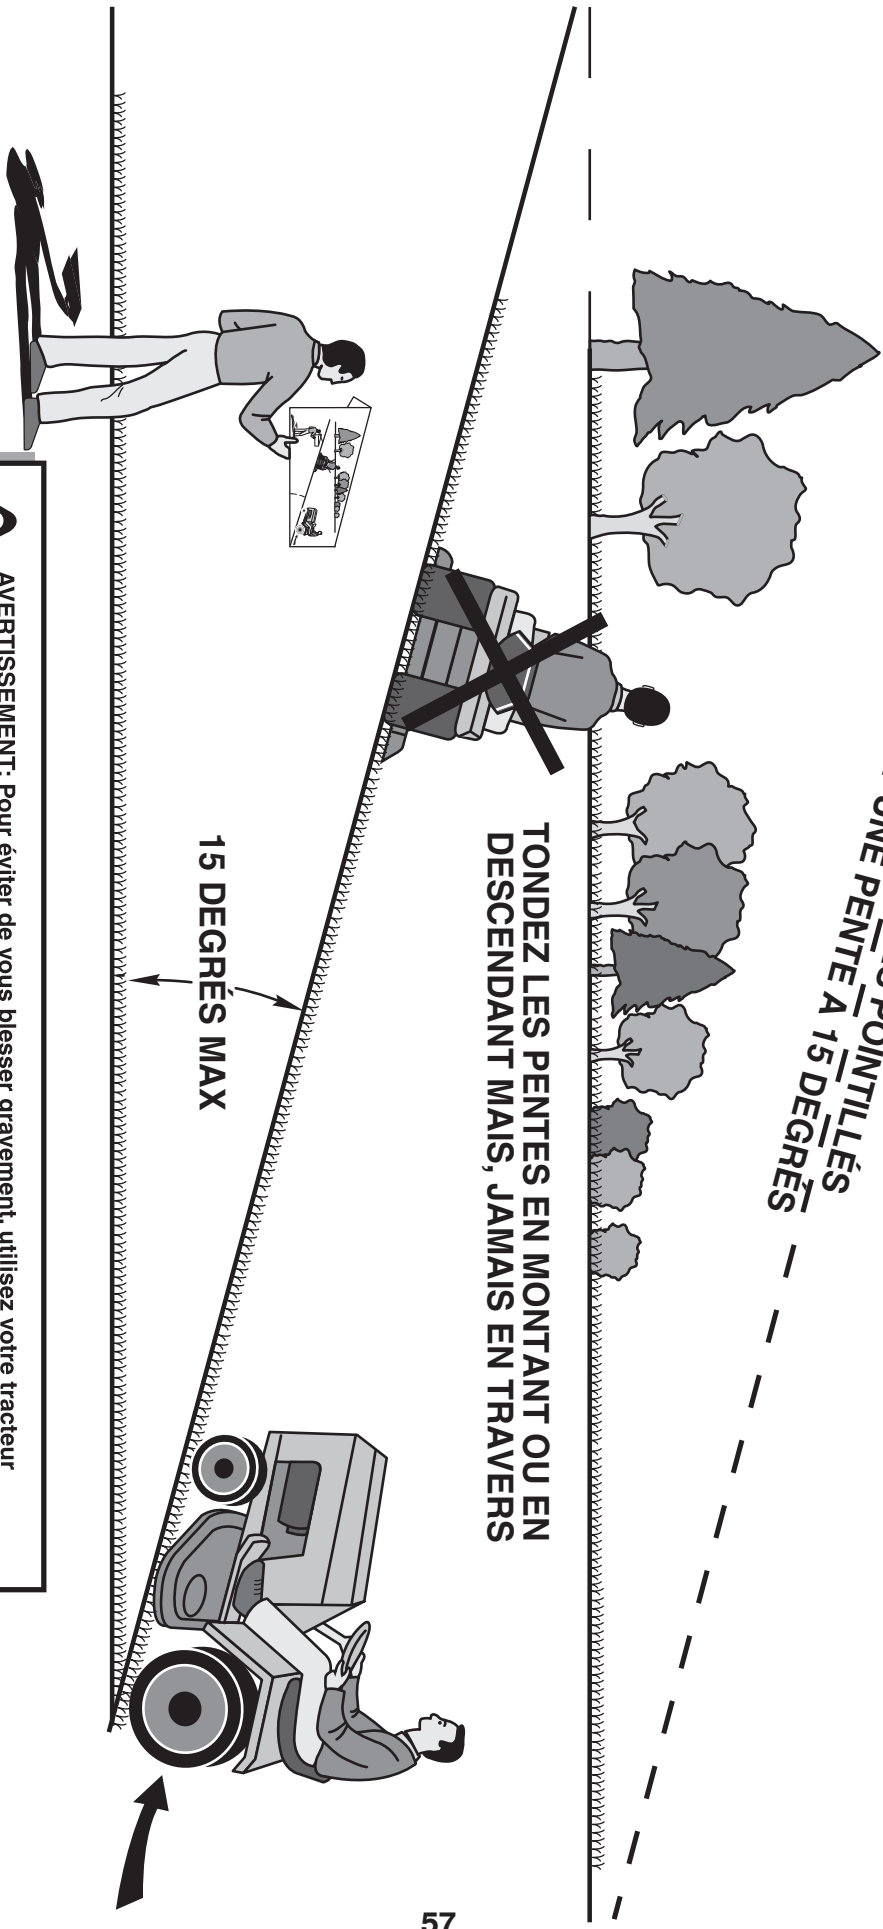 POINTILLÉS
UNE PENTE A 15 DEGRÉS
TONDEZ LES PENTES EN MONTANT OU EN
DESCENDANT MAIS, JAMAIS EN TRAVERS
15 DEGRÉS MAX
AVERTISSEMENT: Pour éviter de vous blesser gravement, utilisez votre tracteur
57